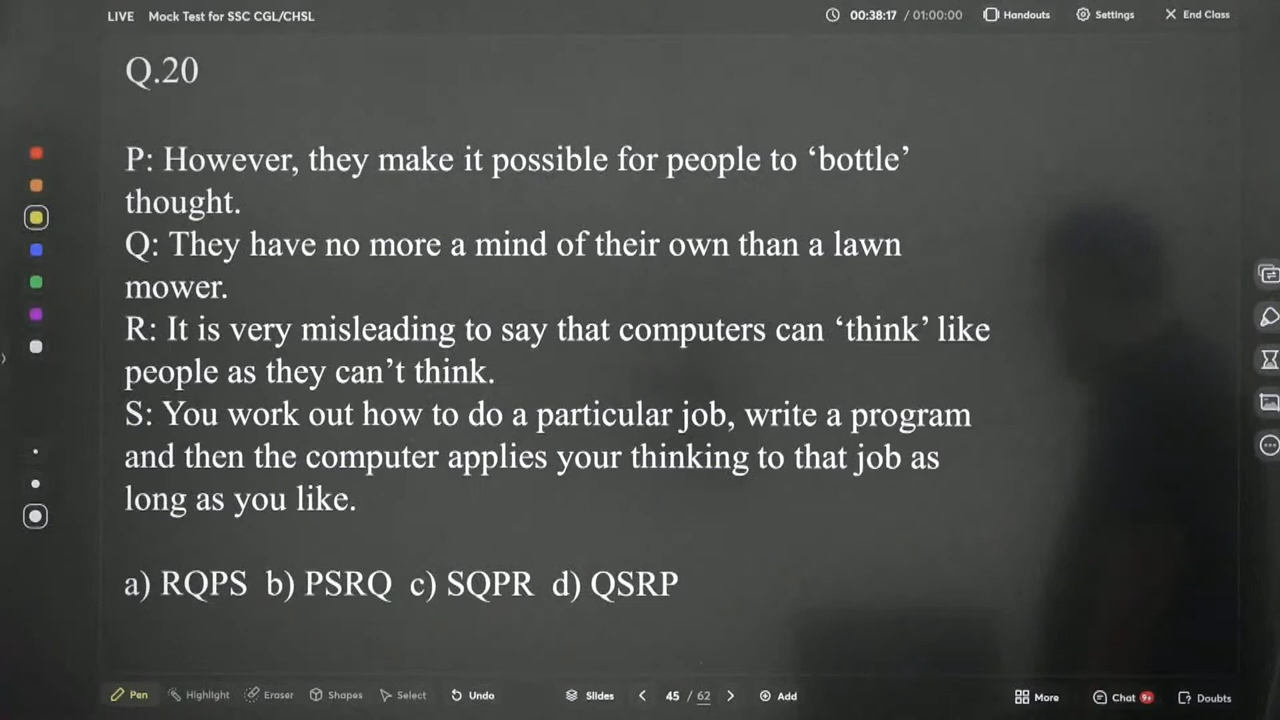 LIVE Mock Test for SSC CGL/CHSL 00:38:17 / 01:00:00 Handouts Settings End Class
Q.20
P: However, they make it possible for people to ‘bottle’
thought.
Q: They have no more a mind of their own than a lawn
mower.
R: It is very misleading to say that computers can ‘think’ like
people as they can’t think.
S: You work out how to do a particular job, write a program
and then the computer applies your thinking to that job as
long as you like.
a) RQPS b) PSRQ c) SQPR d) QSRP
Pen Highlight Eraser Shapes Select Undo Slides 45 / 62 Add More Chat 9+ Doubts